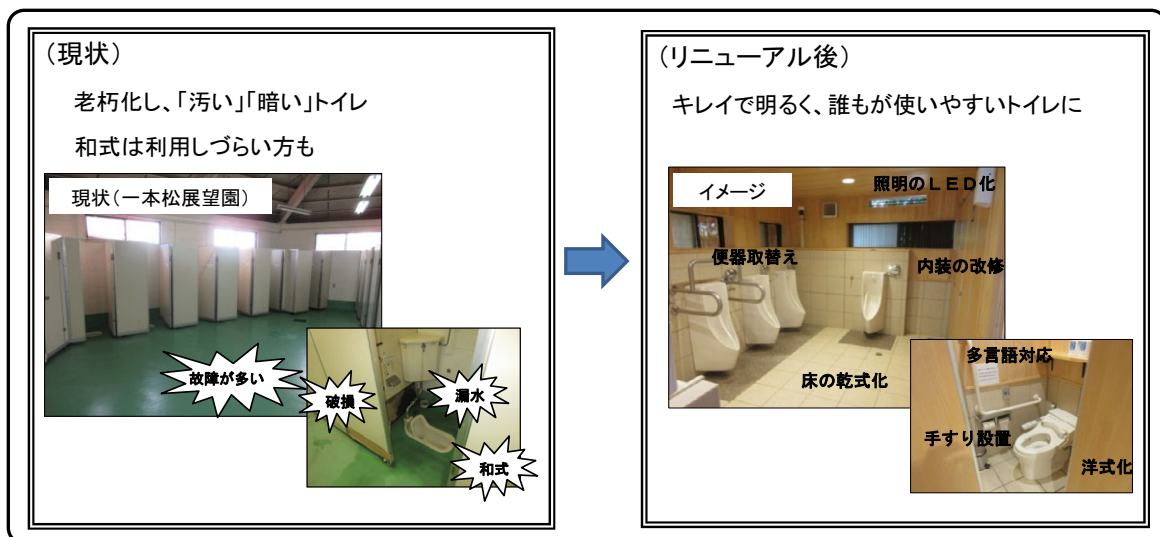 （現状）
老朽化し、「汚い」「暗い」トイレ
和式は利用しづらい方も
現状（一本松展望園）
故障が多い
破損
漏水
和式
（リニューアル後）
キレイで明るく、誰もが使いやすいトイレに
イメージ
照明のＬＥＤ化
便器取替え
内装の改修
床の乾式化
多言語対応
手すり設置
洋式化